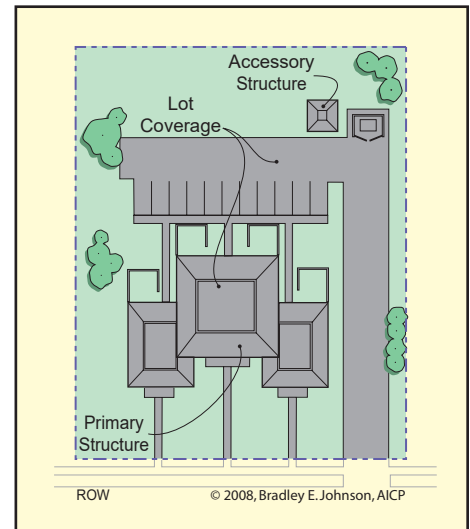 Accessory
Structure
Lot
Coverage
Primary
Structure
ROW
© 2008, Bradley E. Johnson, AICP